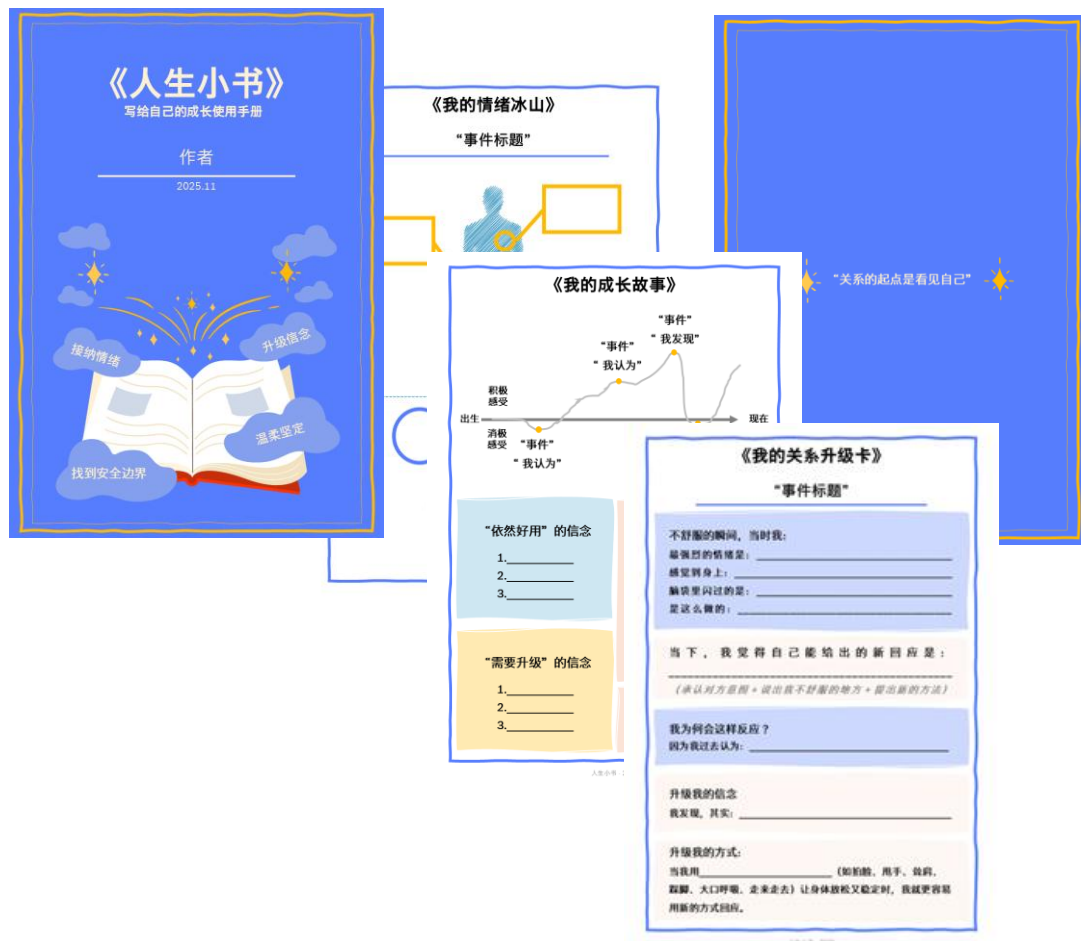 《人生小书》
写给自己的成长使用手册
作者
2025.11
接纳情绪
升级信念
温柔坚定
找到安全边界
《我的情绪冰山》
“事件标题”
“关系的起点是看见自己”
《我的成长故事》
“事件”
“我发现”
“事件”
“我认为”
积极
感受
出生
现在
消极
感受
“事件”
“我认为”
“依然好用”的信念
1.
2.
3.
“需要升级”的信念
1.
2.
3.
人生小书
《我的关系升级卡》
“事件标题”
不舒服的瞬间，当时我：
最强烈的情绪是：
感觉到身上：
脑袋里闪过的是：
是这么做的：
当下，我觉得自己能给出的新回应是：
（承认对方意图+说出我不舒服的地方+提出新的方法）
我为何会这样反应？
因为我过去认为：
升级我的信念
我发现，其实：
升级我的方式：
当我用（如拍脸、甩手、耸肩、
跺脚、大口呼吸、走来走去）让身体放松又稳定时，我就更容易
用新的方式回应。